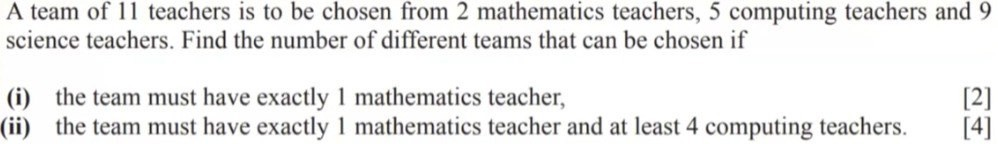 A team of 11 teachers is to be chosen from 2 mathematics teachers, 5 computing teachers and 9
science teachers. Find the number of different teams that can be chosen if
(i) the team must have exactly 1 mathematics teacher, [2]
(ii) the team must have exactly 1 mathematics teacher and at least 4 computing teachers. [4]